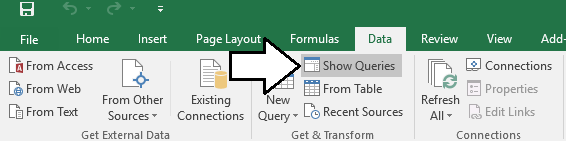 File Home Insert Page Layout Formulas Data Review View Add-
From Access
From Web
From Text
From Other Sources
Existing Connections
New Query
Show Queries
From Table
Recent Sources
Refresh All
Connections
Properties
Edit Links
Get External Data
Get & Transform
Connections